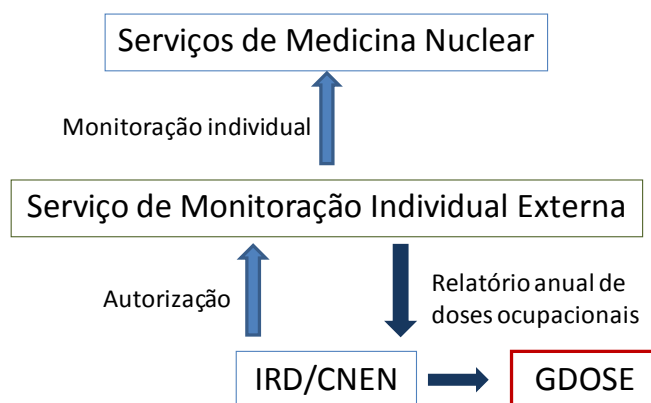 Serviços de Medicina Nuclear
Monitoração individual
Serviço de Monitoração Individual Externa
Autorização
Relatório anual de
doses ocupacionais
IRD/CNEN
GDOSE